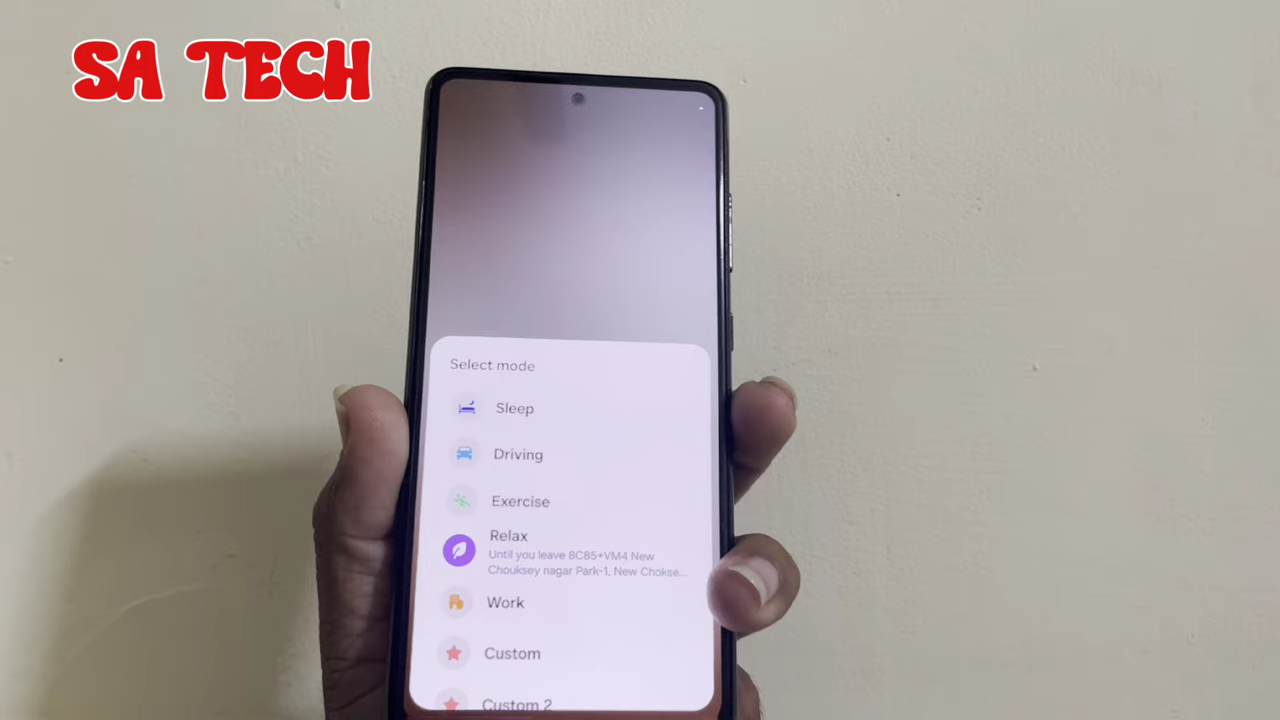 SA TECH
Select mode
Sleep
Driving
Exercise
Relax
Until you leave 8C85+VM4 New
Chouksey nagar Park-1, New Chokse...
Work
Custom
Custom 2